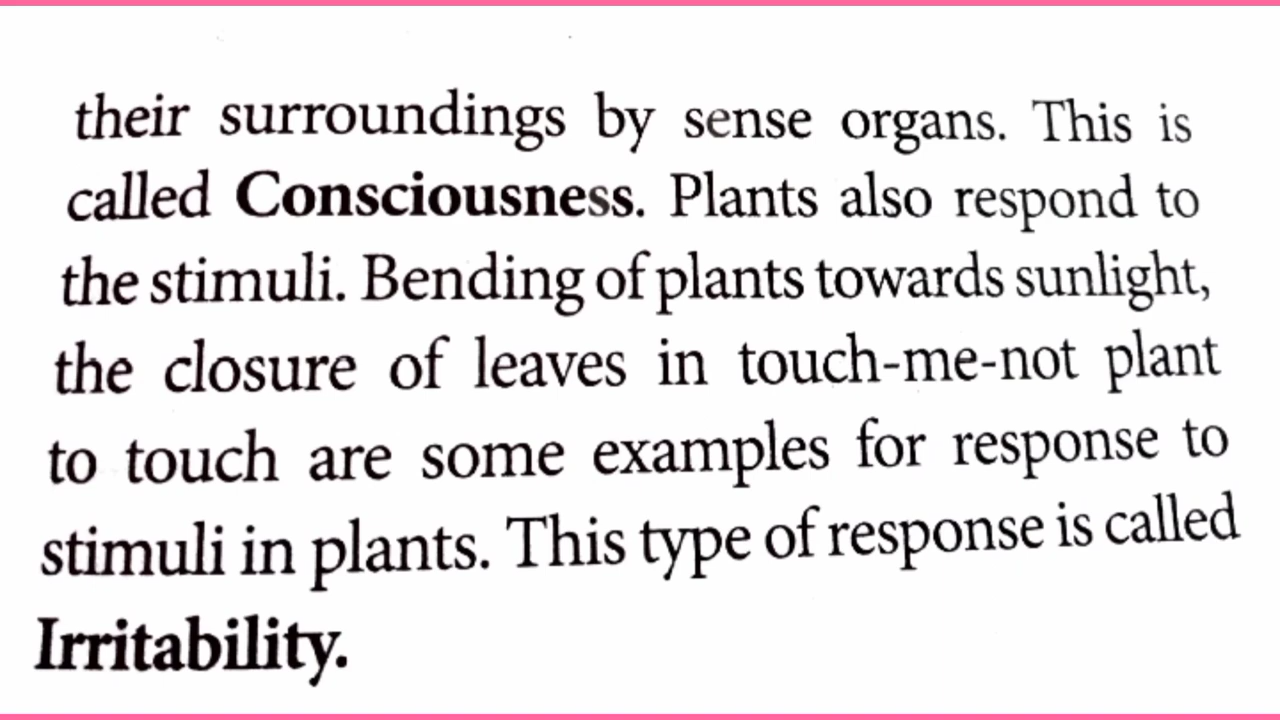 their surroundings by sense organs. This is
called Consciousness. Plants also respond to
the stimuli. Bending of plants towards sunlight,
the closure of leaves in touch-me-not plant
to touch are some examples for response to
stimuli in plants. This type of response is called
Irritability.